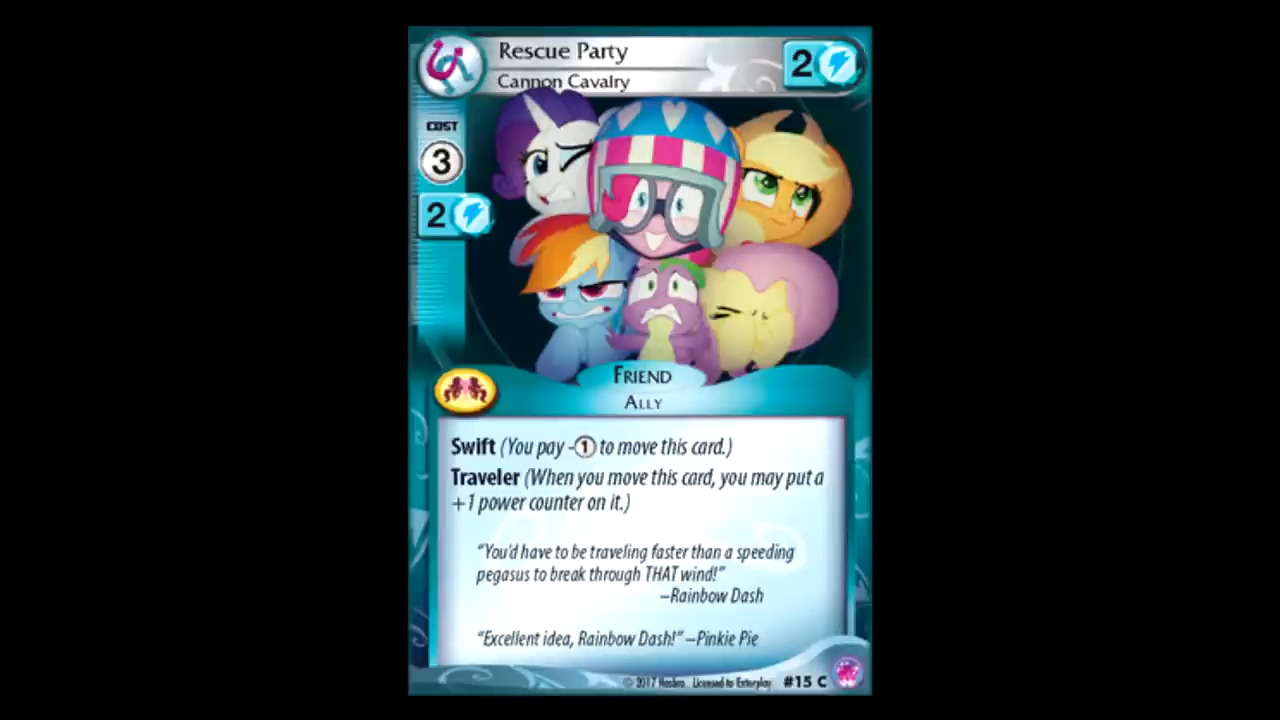 Rescue Party
Cannon Cavalry
2
COST
3
2
FRIEND
ALLY
Swift (You pay -1 to move this card.)
Traveler (When you move this card, you may put a
+1 power counter on it.)
“You’d have to be traveling faster than a speeding
pegasus to break through THAT wind!”
–Rainbow Dash
“Excellent idea, Rainbow Dash!” –Pinkie Pie
© 2017 Hasbro. Licensed to Enterplay.
#15 C